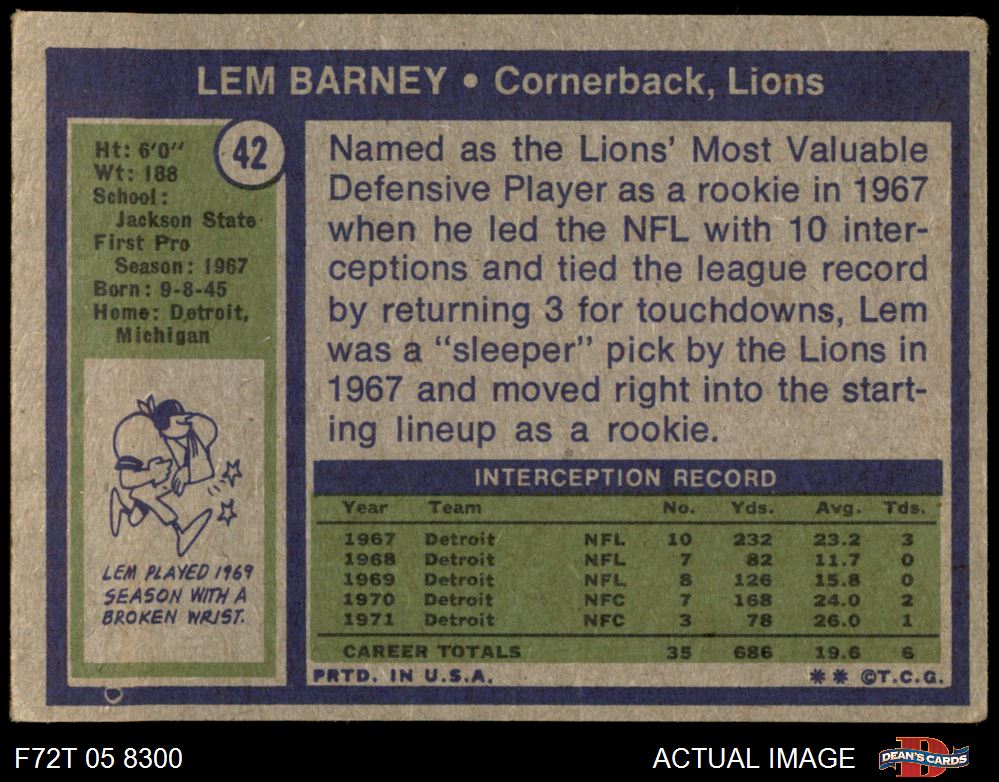 LEM BARNEY • Cornerback, Lions
42
Ht: 6'0"
Wt: 188
School:
Jackson State
First Pro
Season: 1967
Born: 9-8-45
Home: Detroit,
Michigan
LEM PLAYED 1969
SEASON WITH A
BROKEN WRIST.
Named as the Lions' Most Valuable
Defensive Player as a rookie in 1967
when he led the NFL with 10 inter-
ceptions and tied the league record
by returning 3 for touchdowns, Lem
was a "sleeper" pick by the Lions in
1967 and moved right into the start-
ing lineup as a rookie.
INTERCEPTION RECORD
Year Team No. Yds. Avg. Tds.
1967 Detroit NFL 10 232 23.2 3
1968 Detroit NFL 7 82 11.7 0
1969 Detroit NFL 8 126 15.8 0
1970 Detroit NFC 7 168 24.0 2
1971 Detroit NFC 3 78 26.0 1
CAREER TOTALS 35 686 19.6 6
PRTD. IN U.S.A. ** ©T.C.G.
F72T 05 8300 ACTUAL IMAGE DEAN'S CARDS